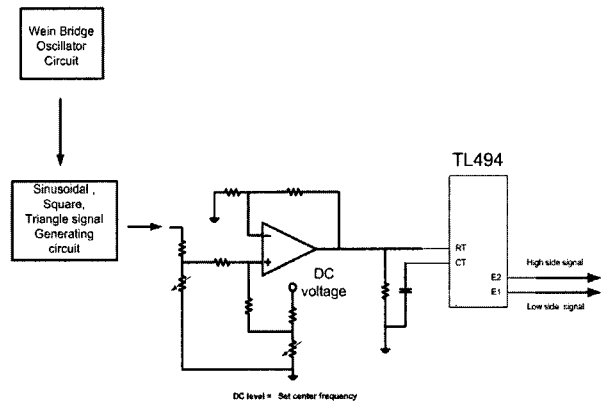 Wein Bridge
Oscillator
Circuit
Sinusoidal ,
Square,
Triangle signal
Generating
circuit
TL494
RT
CT
DC
voltage
E2
E1
High side signal
Low side signal
DC level = Set center frequency